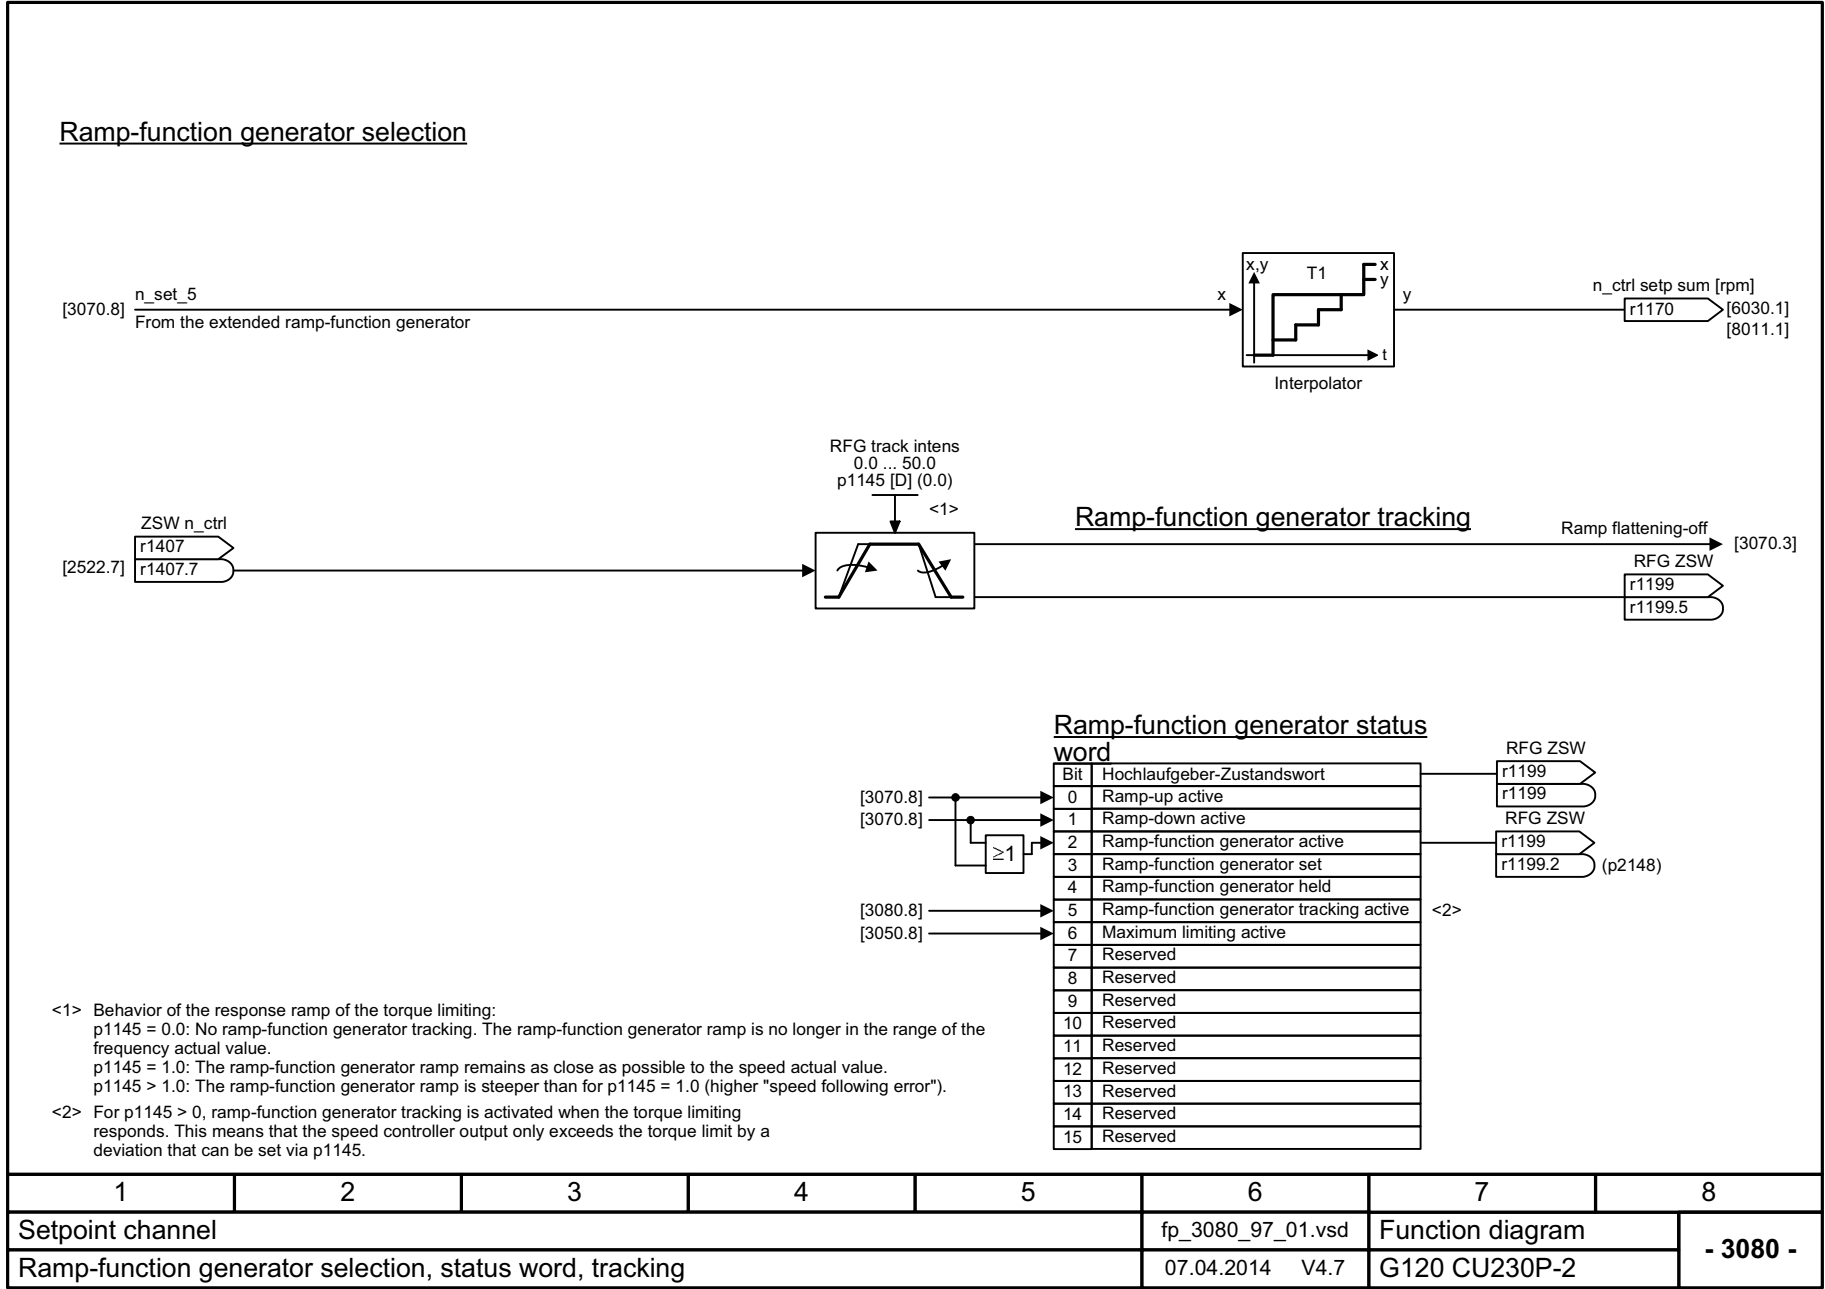 Ramp-function generator selection
x,y
T1
x
y
n_set_5
n_ctrl setp sum [rpm]
x
y
[3070.8]
r1170
[6030.1]
From the extended ramp-function generator
[8011.1]
t
Interpolator
RFG track intens
0.0 ... 50.0
p1145 [D] (0.0)
<1>
Ramp-function generator tracking
ZSW n_ctrl
Ramp flattening-off
r1407
[3070.3]
[2522.7]
r1407.7
RFG ZSW
r1199
r1199.5
Ramp-function generator status
word
RFG ZSW
Bit Hochlaufgeber-Zustandswort
r1199
[3070.8]
0 Ramp-up active
r1199
[3070.8]
1 Ramp-down active
RFG ZSW
≥1
2 Ramp-function generator active
r1199
3 Ramp-function generator set
r1199.2
(p2148)
4 Ramp-function generator held
[3080.8]
5 Ramp-function generator tracking active
<2>
[3050.8]
6 Maximum limiting active
7 Reserved
8 Reserved
9 Reserved
10 Reserved
11 Reserved
12 Reserved
13 Reserved
14 Reserved
15 Reserved
<1> Behavior of the response ramp of the torque limiting:
p1145 = 0.0: No ramp-function generator tracking. The ramp-function generator ramp is no longer in the range of the
frequency actual value.
p1145 = 1.0: The ramp-function generator ramp remains as close as possible to the speed actual value.
p1145 > 1.0: The ramp-function generator ramp is steeper than for p1145 = 1.0 (higher "speed following error").
<2> For p1145 > 0, ramp-function generator tracking is activated when the torque limiting
responds. This means that the speed controller output only exceeds the torque limit by a
deviation that can be set via p1145.
1 2 3 4 5 6 7 8
Setpoint channel
fp_3080_97_01.vsd
Function diagram
- 3080 -
Ramp-function generator selection, status word, tracking
07.04.2014 V4.7
G120 CU230P-2